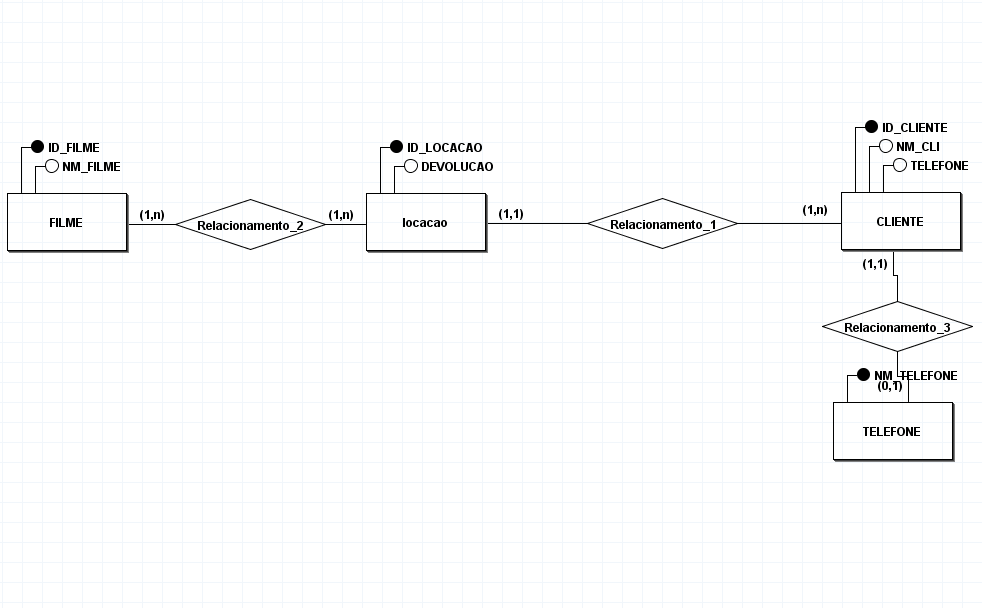 ID_FILME
NM_FILME
FILME
(1,n)
Relacionamento_2
(1,n)
ID_LOCACAO
DEVOLUCAO
locacao
(1,1)
Relacionamento_1
(1,n)
ID_CLIENTE
NM_CLI
TELEFONE
CLIENTE
(1,1)
Relacionamento_3
NM_TELEFONE
(0,1)
TELEFONE